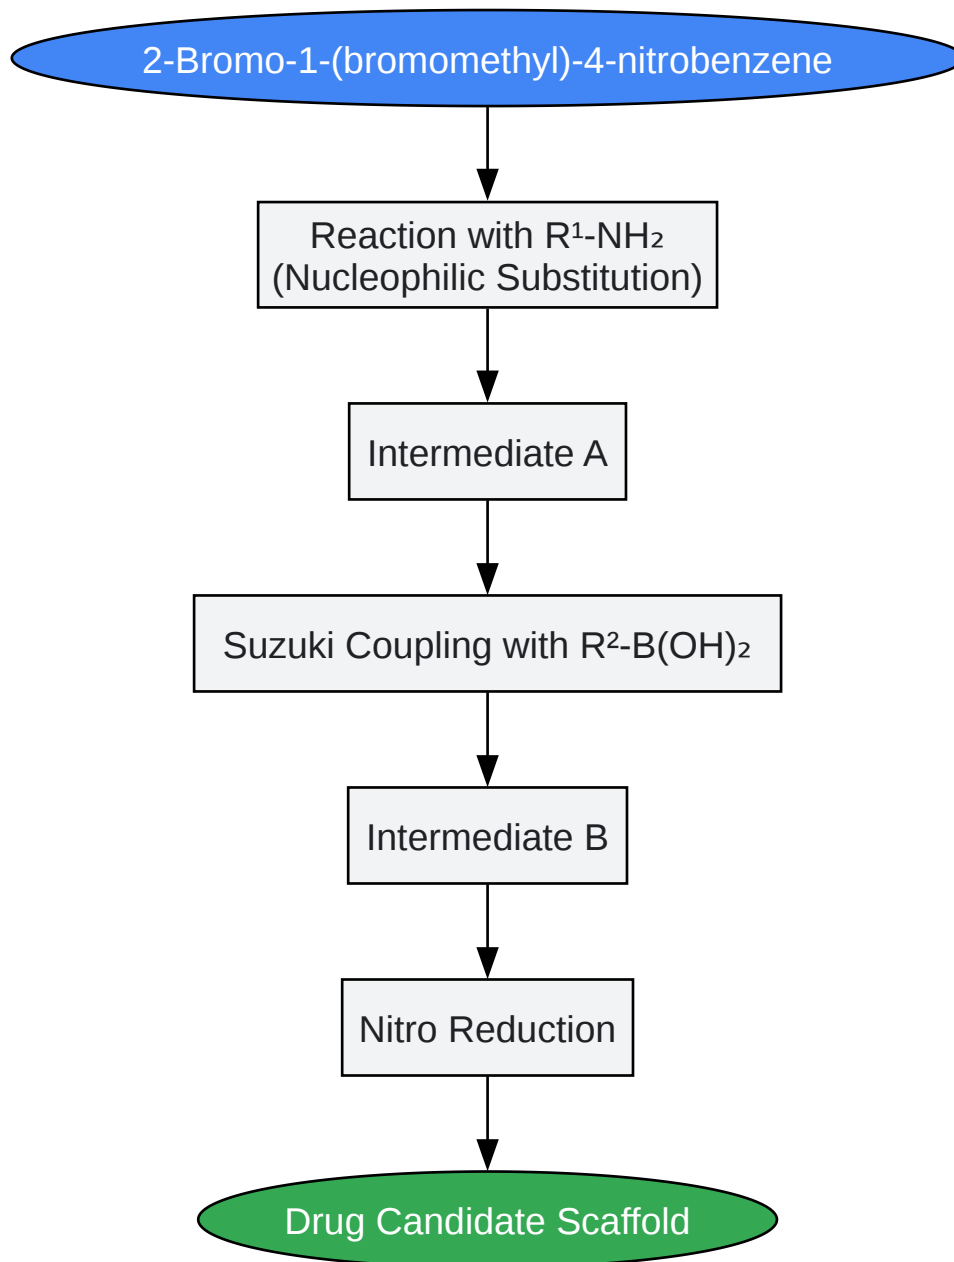 2-Bromo-1-(bromomethyl)-4-nitrobenzene
Reaction with R¹-NH₂
(Nucleophilic Substitution)
Intermediate A
Suzuki Coupling with R²-B(OH)₂
Intermediate B
Nitro Reduction
Drug Candidate Scaffold